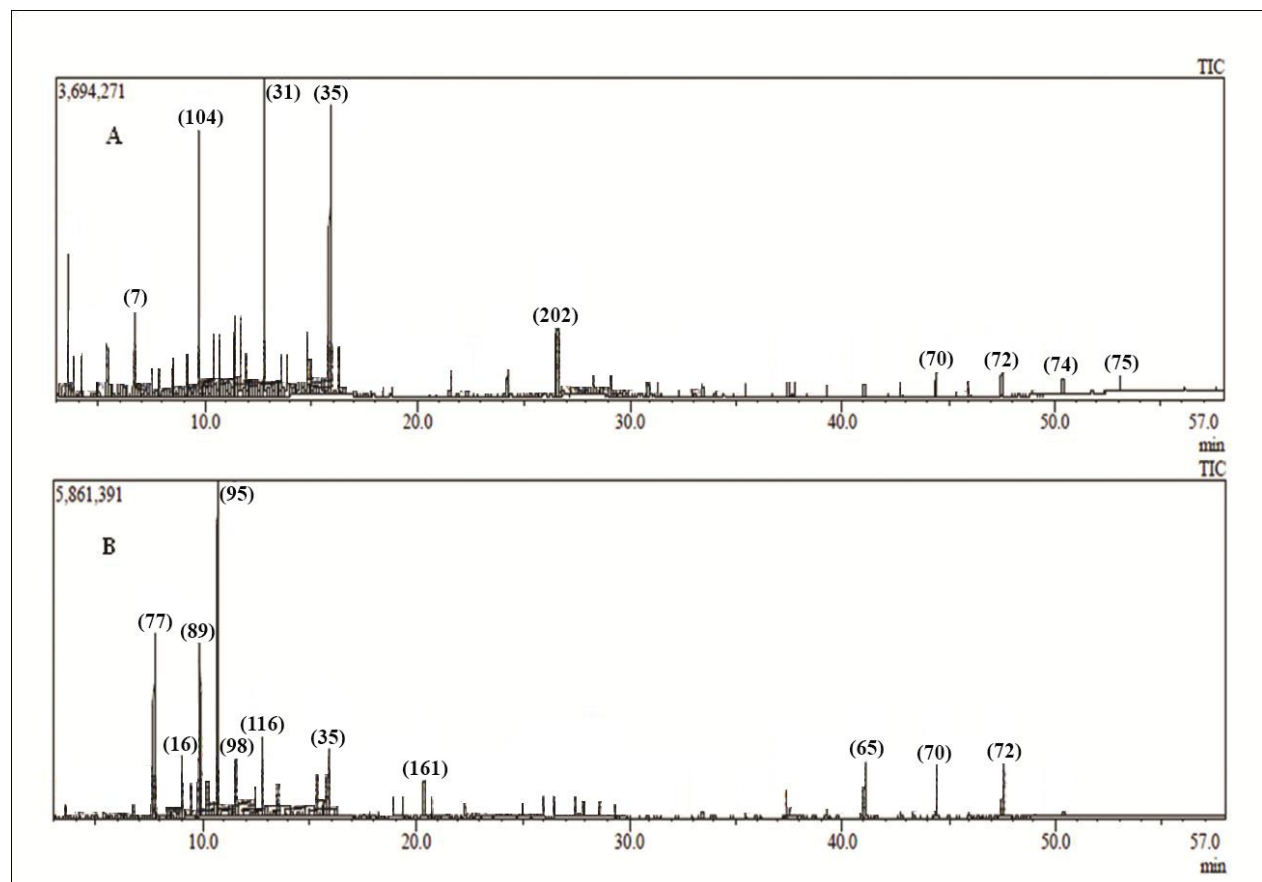 TIC
3,694,271
(31) (35)
(104)
A
(7)
(202)
(70) (72) (74) (75)
10.0 20.0 30.0 40.0 50.0 57.0
min
TIC
5,861,391
(95)
B
(77) (89)
(116)
(16) (98) (35)
(161)
(65) (70) (72)
10.0 20.0 30.0 40.0 50.0 57.0
min